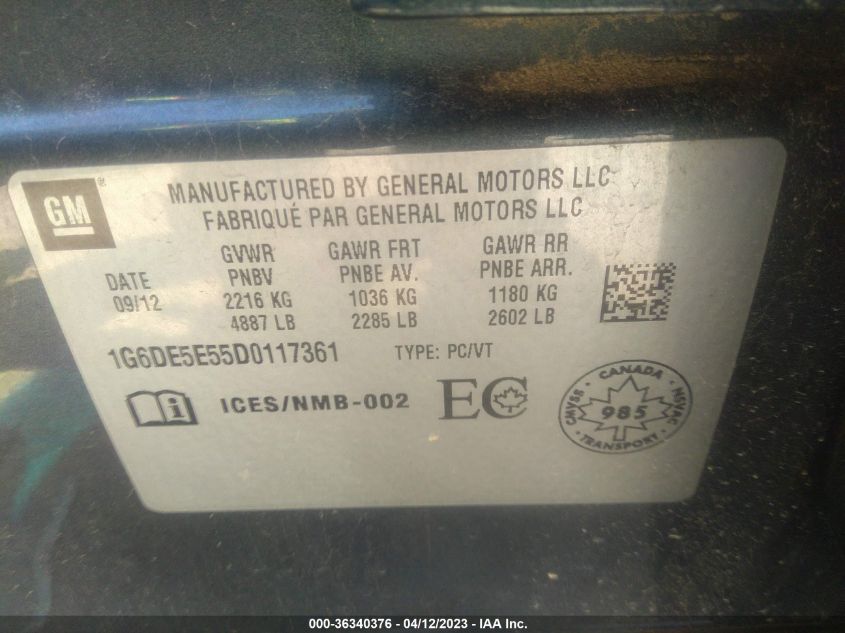 GM®
MANUFACTURED BY GENERAL MOTORS LLC
FABRIQUÉ PAR GENERAL MOTORS LLC
DATE
09/12
GVWR
PNBV
2216 KG
4887 LB
GAWR FRT
PNBE AV.
1036 KG
2285 LB
GAWR RR
PNBE ARR.
1180 KG
2602 LB
1G6DE5E55D0117361 TYPE: PC/VT
i ICES/NMB-002 EC
CANADA
CMVSS 985 NSVAC
TRANSPORT
000-36340376 - 04/12/2023 - IAA Inc.